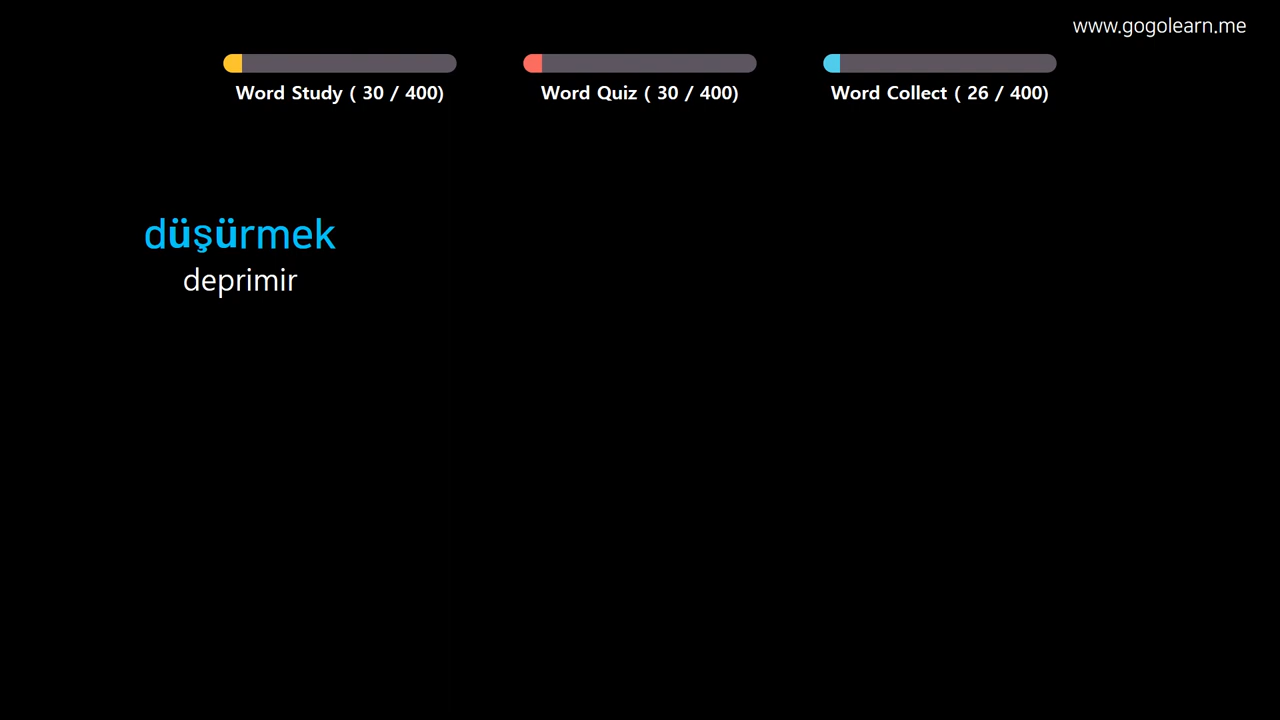 www.gogolearn.me
Word Study ( 30 / 400)
Word Quiz ( 30 / 400)
Word Collect ( 26 / 400)
düşürmek
deprimir